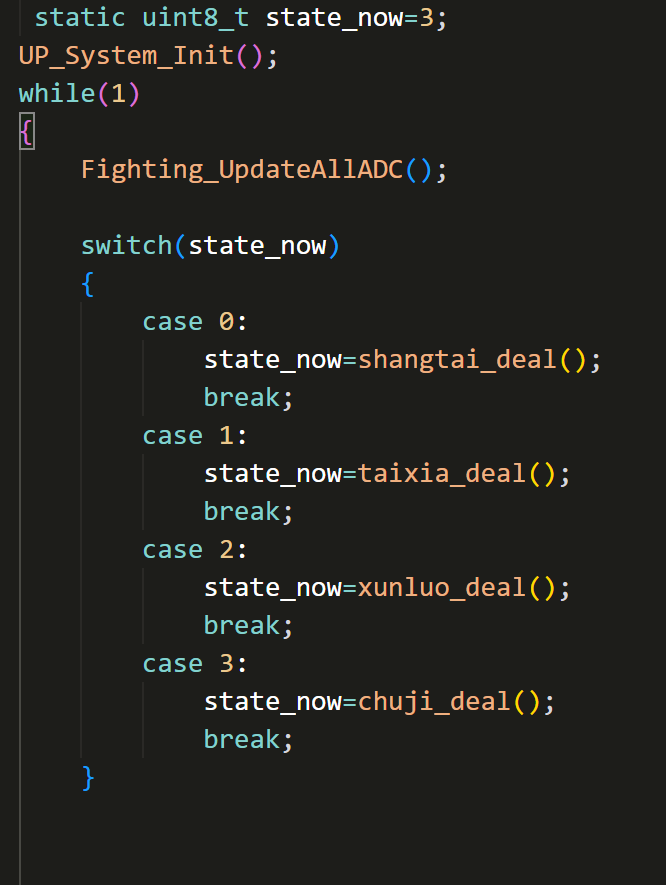 static uint8_t state_now=3;
UP_System_Init();
while(1)
{
Fighting_UpdateAllADC();
switch(state_now)
{
case 0:
state_now=shangtai_deal();
break;
case 1:
state_now=taixia_deal();
break;
case 2:
state_now=xunluo_deal();
break;
case 3:
state_now=chuji_deal();
break;
}